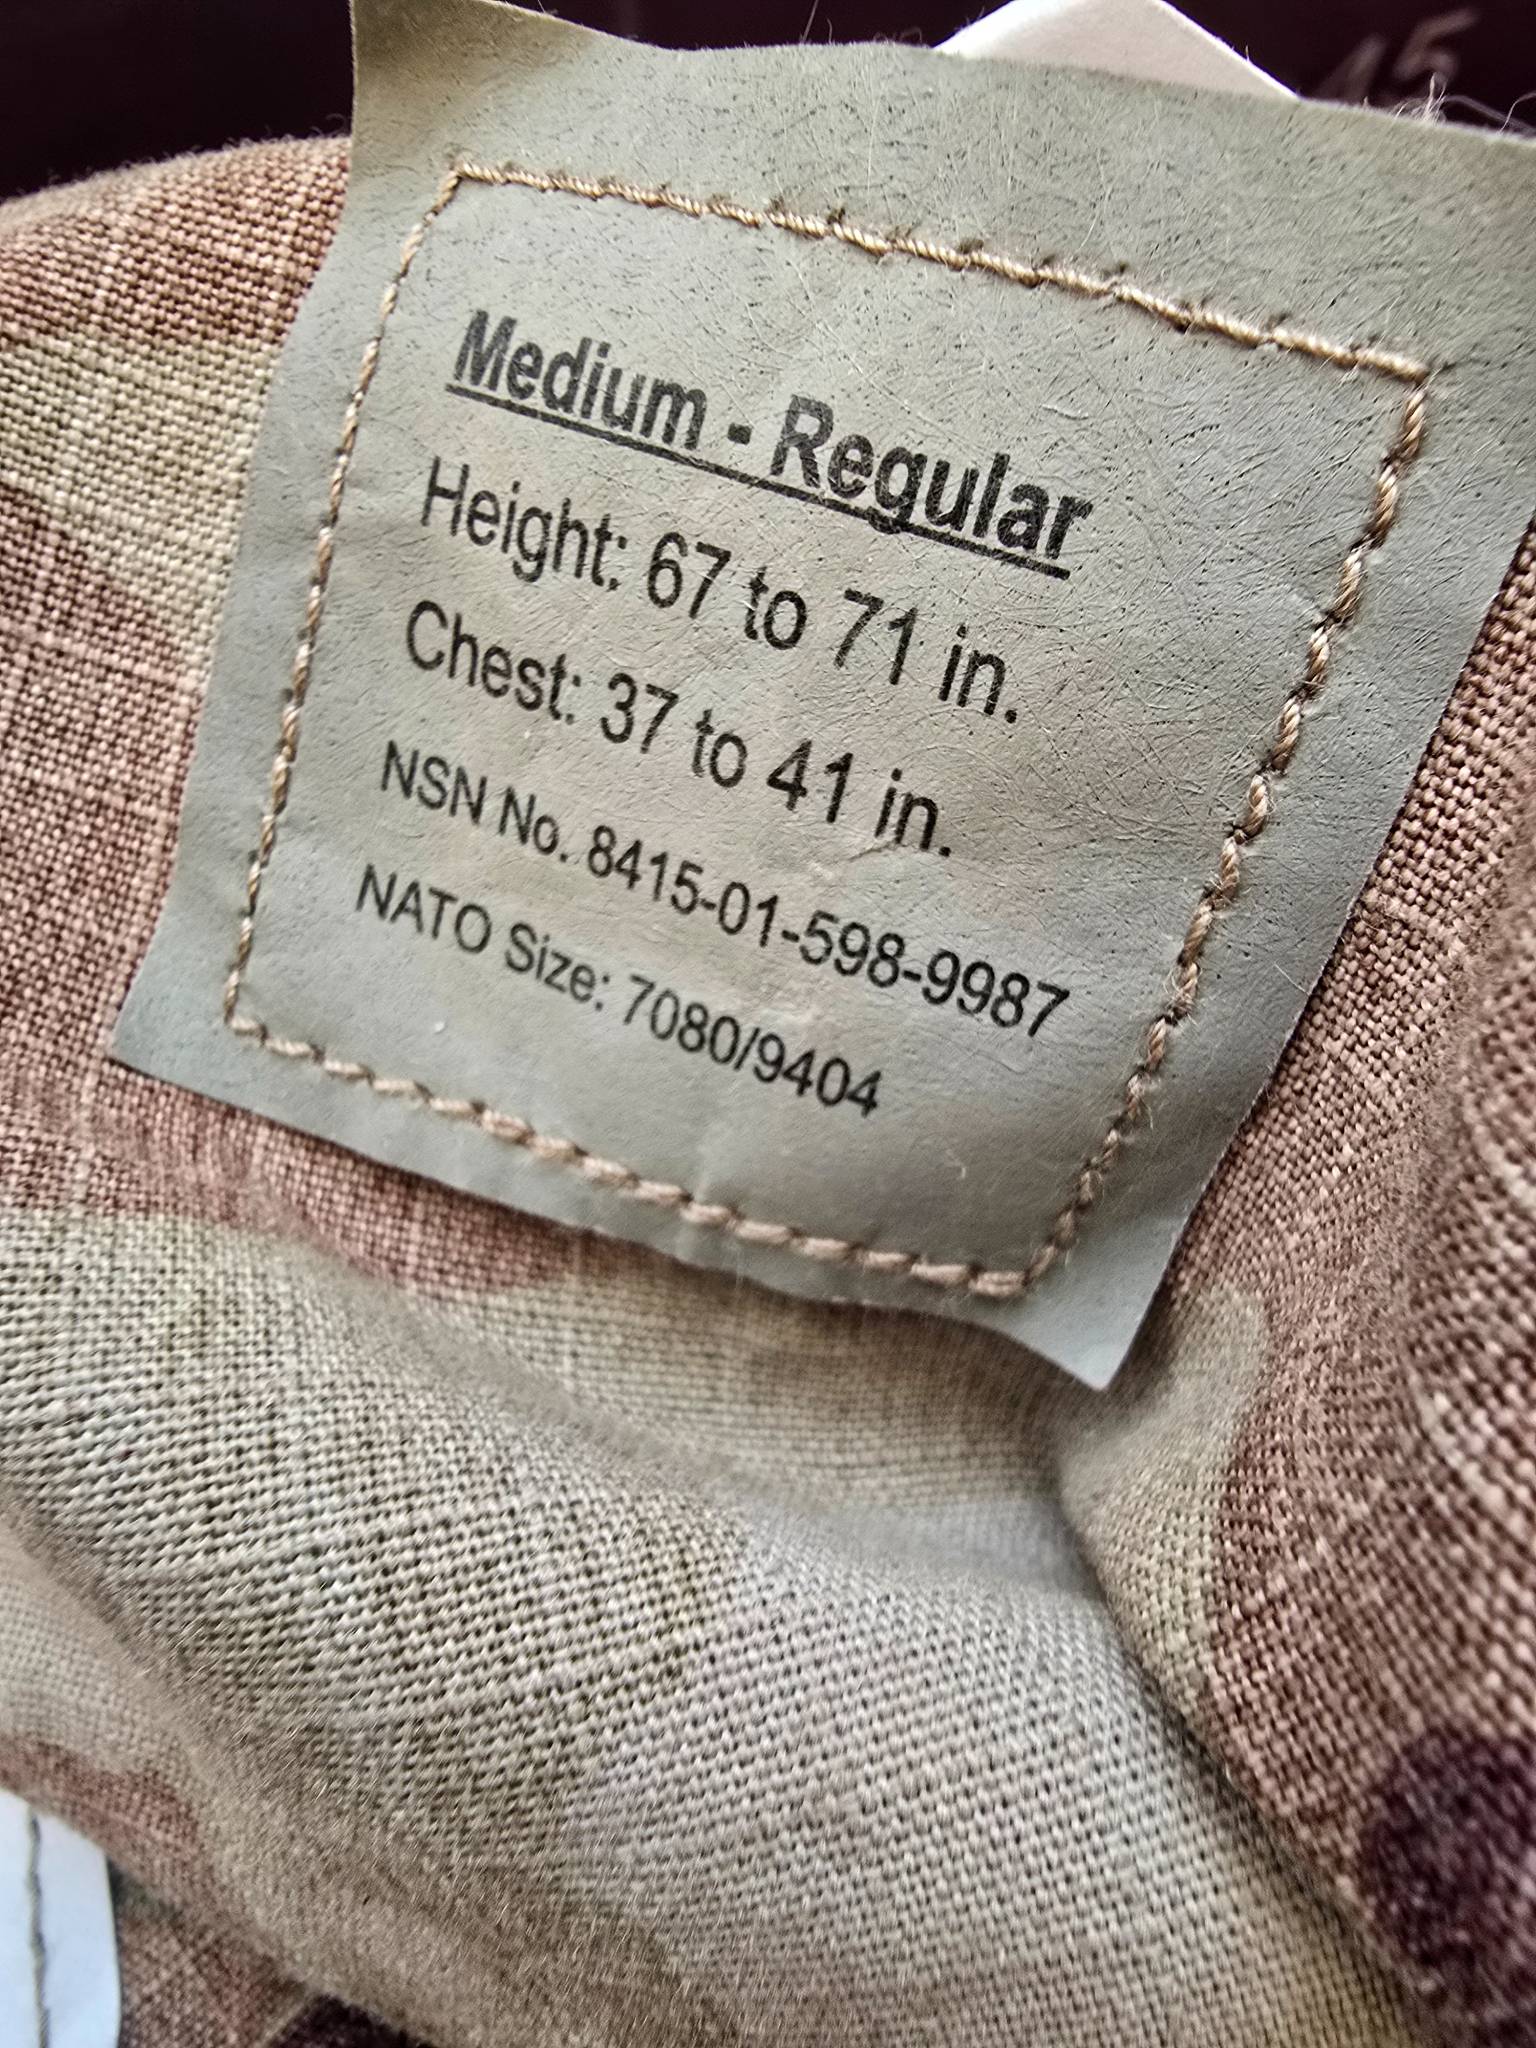 45
Medium - Regular
Height: 67 to 71 in.
Chest: 37 to 41 in.
NSN No. 8415-01-598-9987
NATO Size: 7080/9404